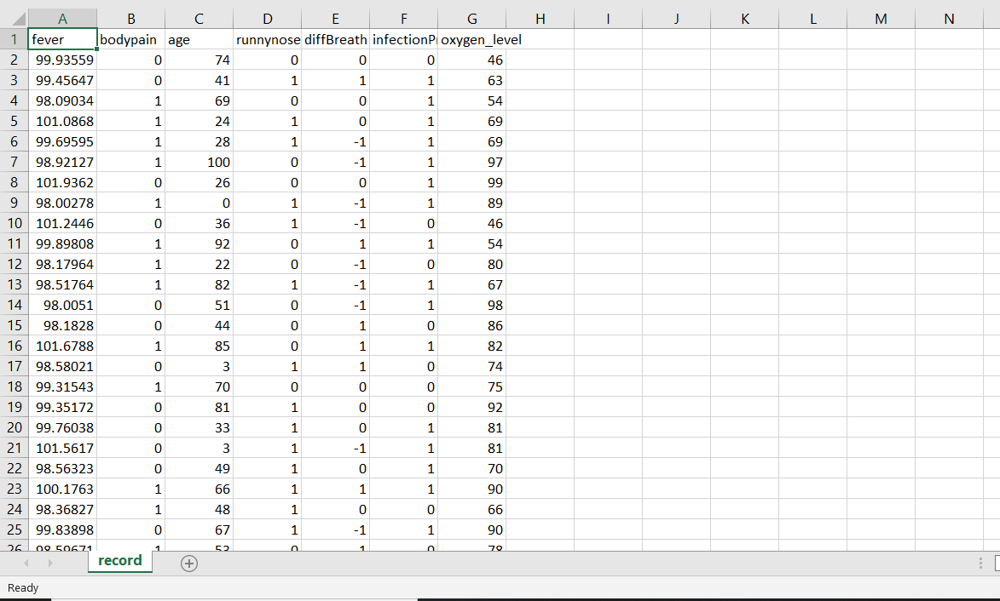 A B C D E F G H I J K L M N
1 fever bodypain age runnynose diffBreath infectionPr oxygen_level
2 99.93559 0 74 0 0 0 46
3 99.45647 0 41 1 1 1 63
4 98.09034 1 69 0 0 1 54
5 101.0868 1 24 1 0 1 69
6 99.69595 1 28 1 -1 1 69
7 98.92127 1 100 0 -1 1 97
8 101.9362 0 26 0 0 1 99
9 98.00278 1 0 1 -1 1 89
10 101.2446 0 36 1 -1 0 46
11 99.89808 1 92 0 1 1 54
12 98.17964 1 22 0 -1 0 80
13 98.51764 1 82 1 -1 1 67
14 98.0051 0 51 0 -1 1 98
15 98.1828 0 44 0 1 0 86
16 101.6788 1 85 0 1 1 82
17 98.58021 0 3 1 1 0 74
18 99.31543 1 70 0 0 0 75
19 99.35172 0 81 1 0 0 92
20 99.76038 0 33 1 0 1 81
21 101.5617 0 3 1 -1 1 81
22 98.56323 0 49 1 0 1 70
23 100.1763 1 66 1 1 1 90
24 98.36827 1 48 1 0 0 66
25 99.83898 0 67 1 -1 1 90
26 98.59671 1 53 0 1 0 78
record
Ready